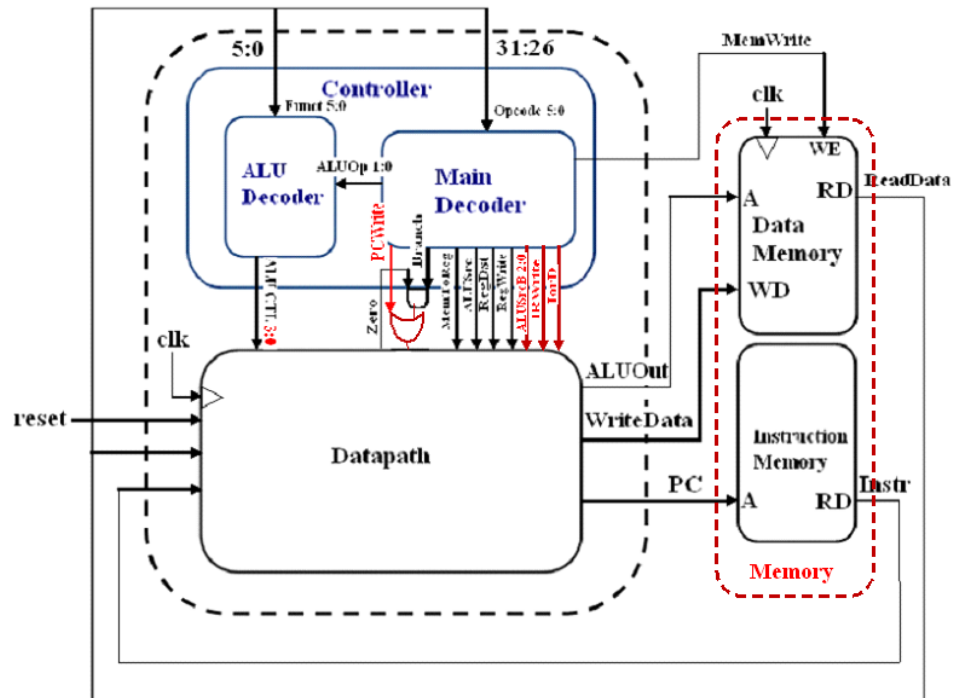 MemWrite
5:0
31:26
Controller
clk
Funct 5:0
Opcode 5:0
WE
ALU
Decoder
ALUOp 1:0
Main
Decoder
A
RD
ReadData
Data
Memory
WD
PCWrite
Branch
Zero
MemToReg
ALUSrc
RegDst
RegWrite
ALUSrcB 2:0
IRWrite
IorD
3:0
clk
ALUOut
reset
WriteData
Datapath
Instruction
Memory
PC
A
RD
Instr
Memory